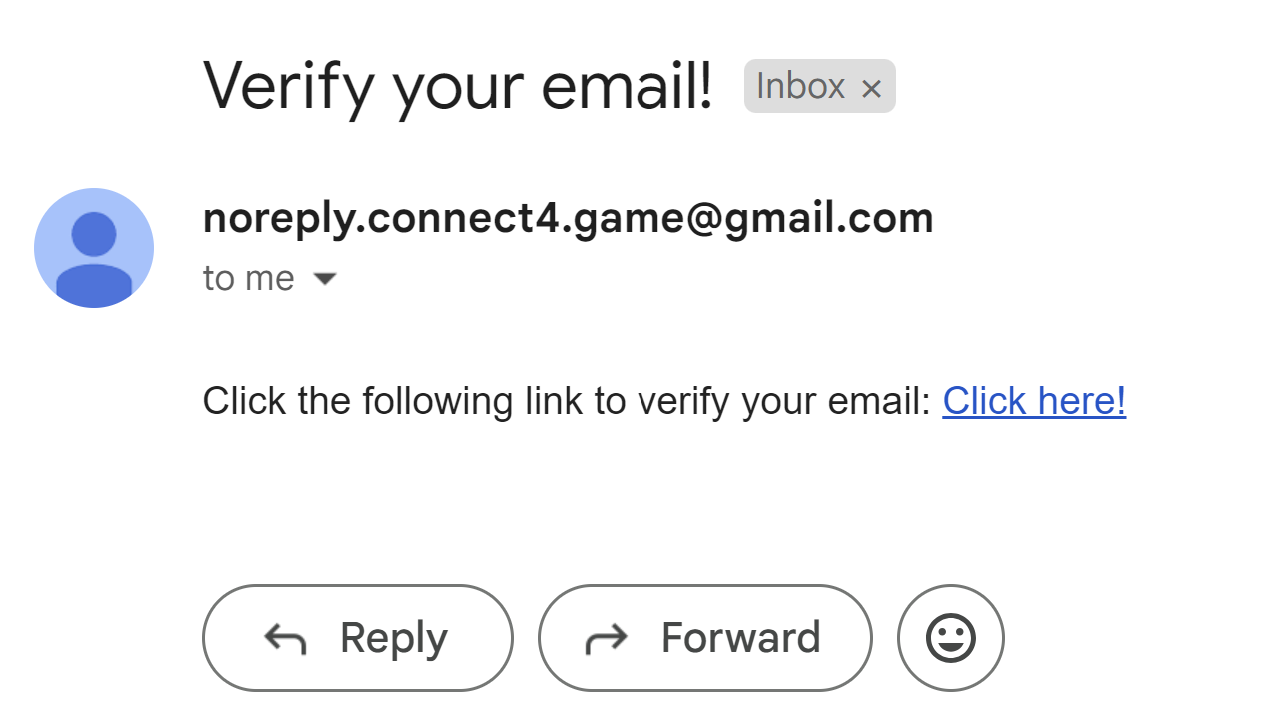 Verify your email! Inbox ×
noreply.connect4.game@gmail.com
to me
Click the following link to verify your email: Click here!
Reply Forward